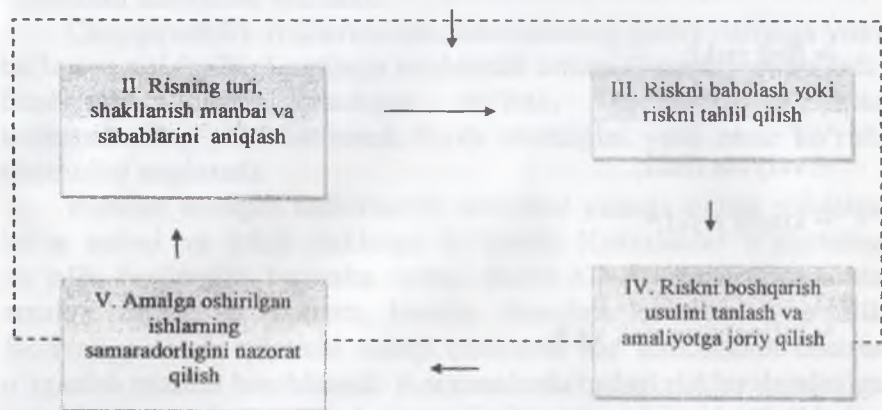 II. Risning turi,
shakllanish manbai va
sabablarini aniqlash
III. Riskni baholash yoki
riskni tahlil qilish
V. Amalga oshirilgan
ishlarning
samaradorligini nazorat
qilish
IV. Riskni boshqarish
usulini tanlash va
amaliyotga joriy qilish